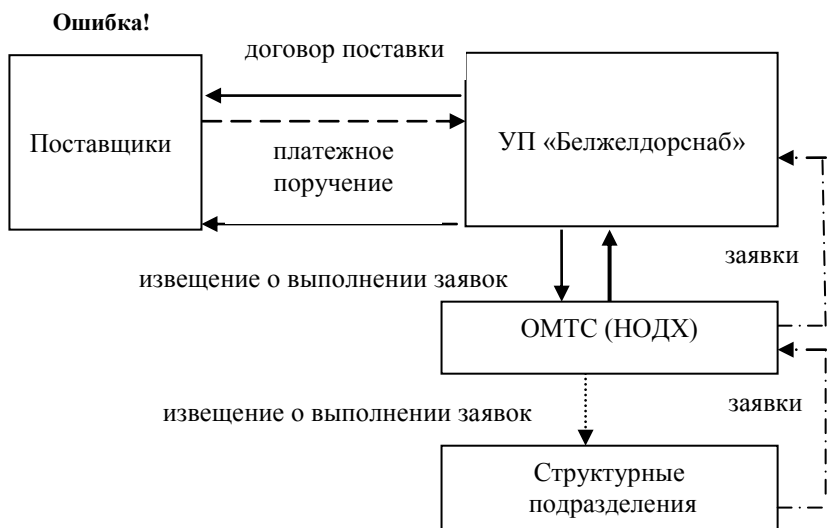 Ошибка!
договор поставки
Поставщики
УП «Белжелдорснаб»
платежное
поручение
заявки
извещение о выполнении заявок
ОМТС (НОДХ)
извещение о выполнении заявок
заявки
Структурные
подразделения